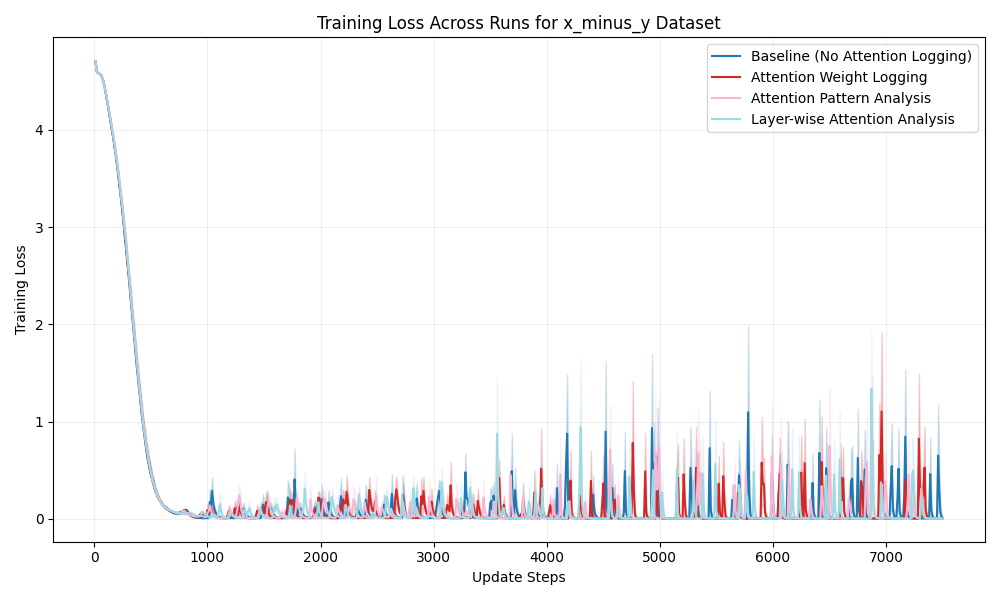 Training Loss Across Runs for x_minus_y Dataset
Baseline (No Attention Logging)
Attention Weight Logging
Attention Pattern Analysis
Layer-wise Attention Analysis
Training Loss
4
3
2
1
0
0 1000 2000 3000 4000 5000 6000 7000
Update Steps